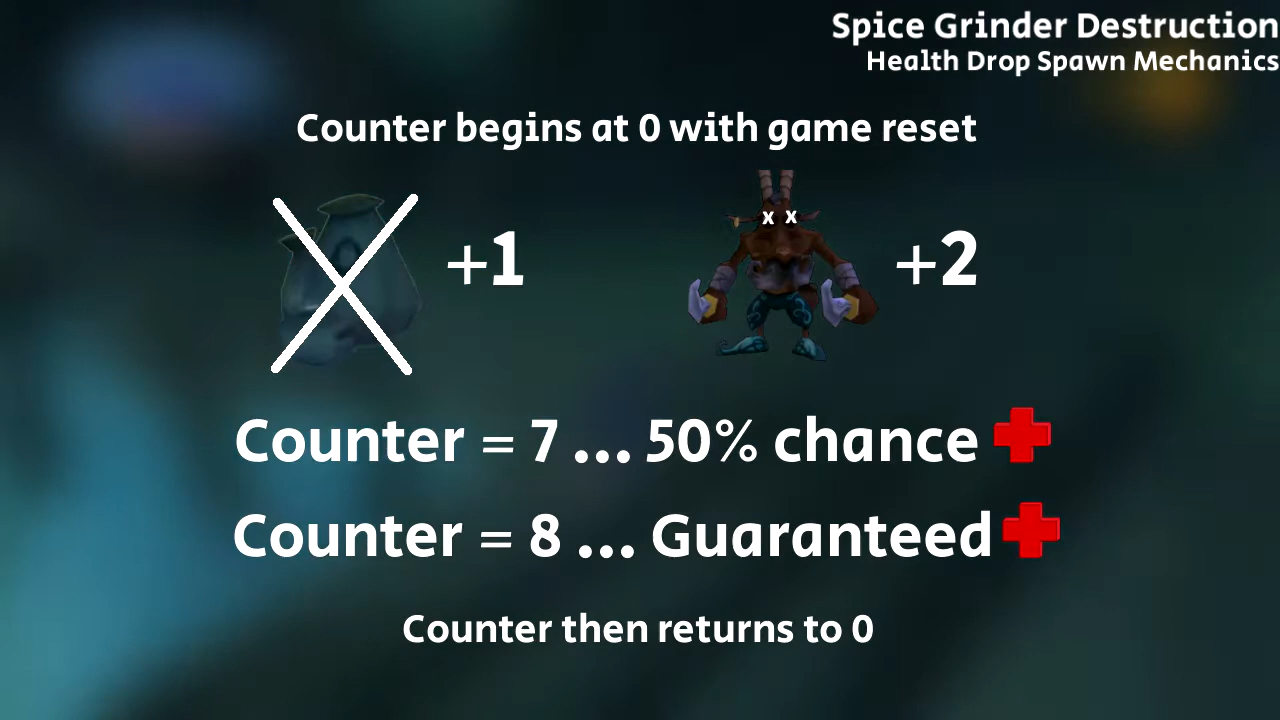 Spice Grinder Destruction
Health Drop Spawn Mechanics
Counter begins at 0 with game reset
+1
x x
+2
Counter = 7 ... 50% chance
Counter = 8 ... Guaranteed
Counter then returns to 0